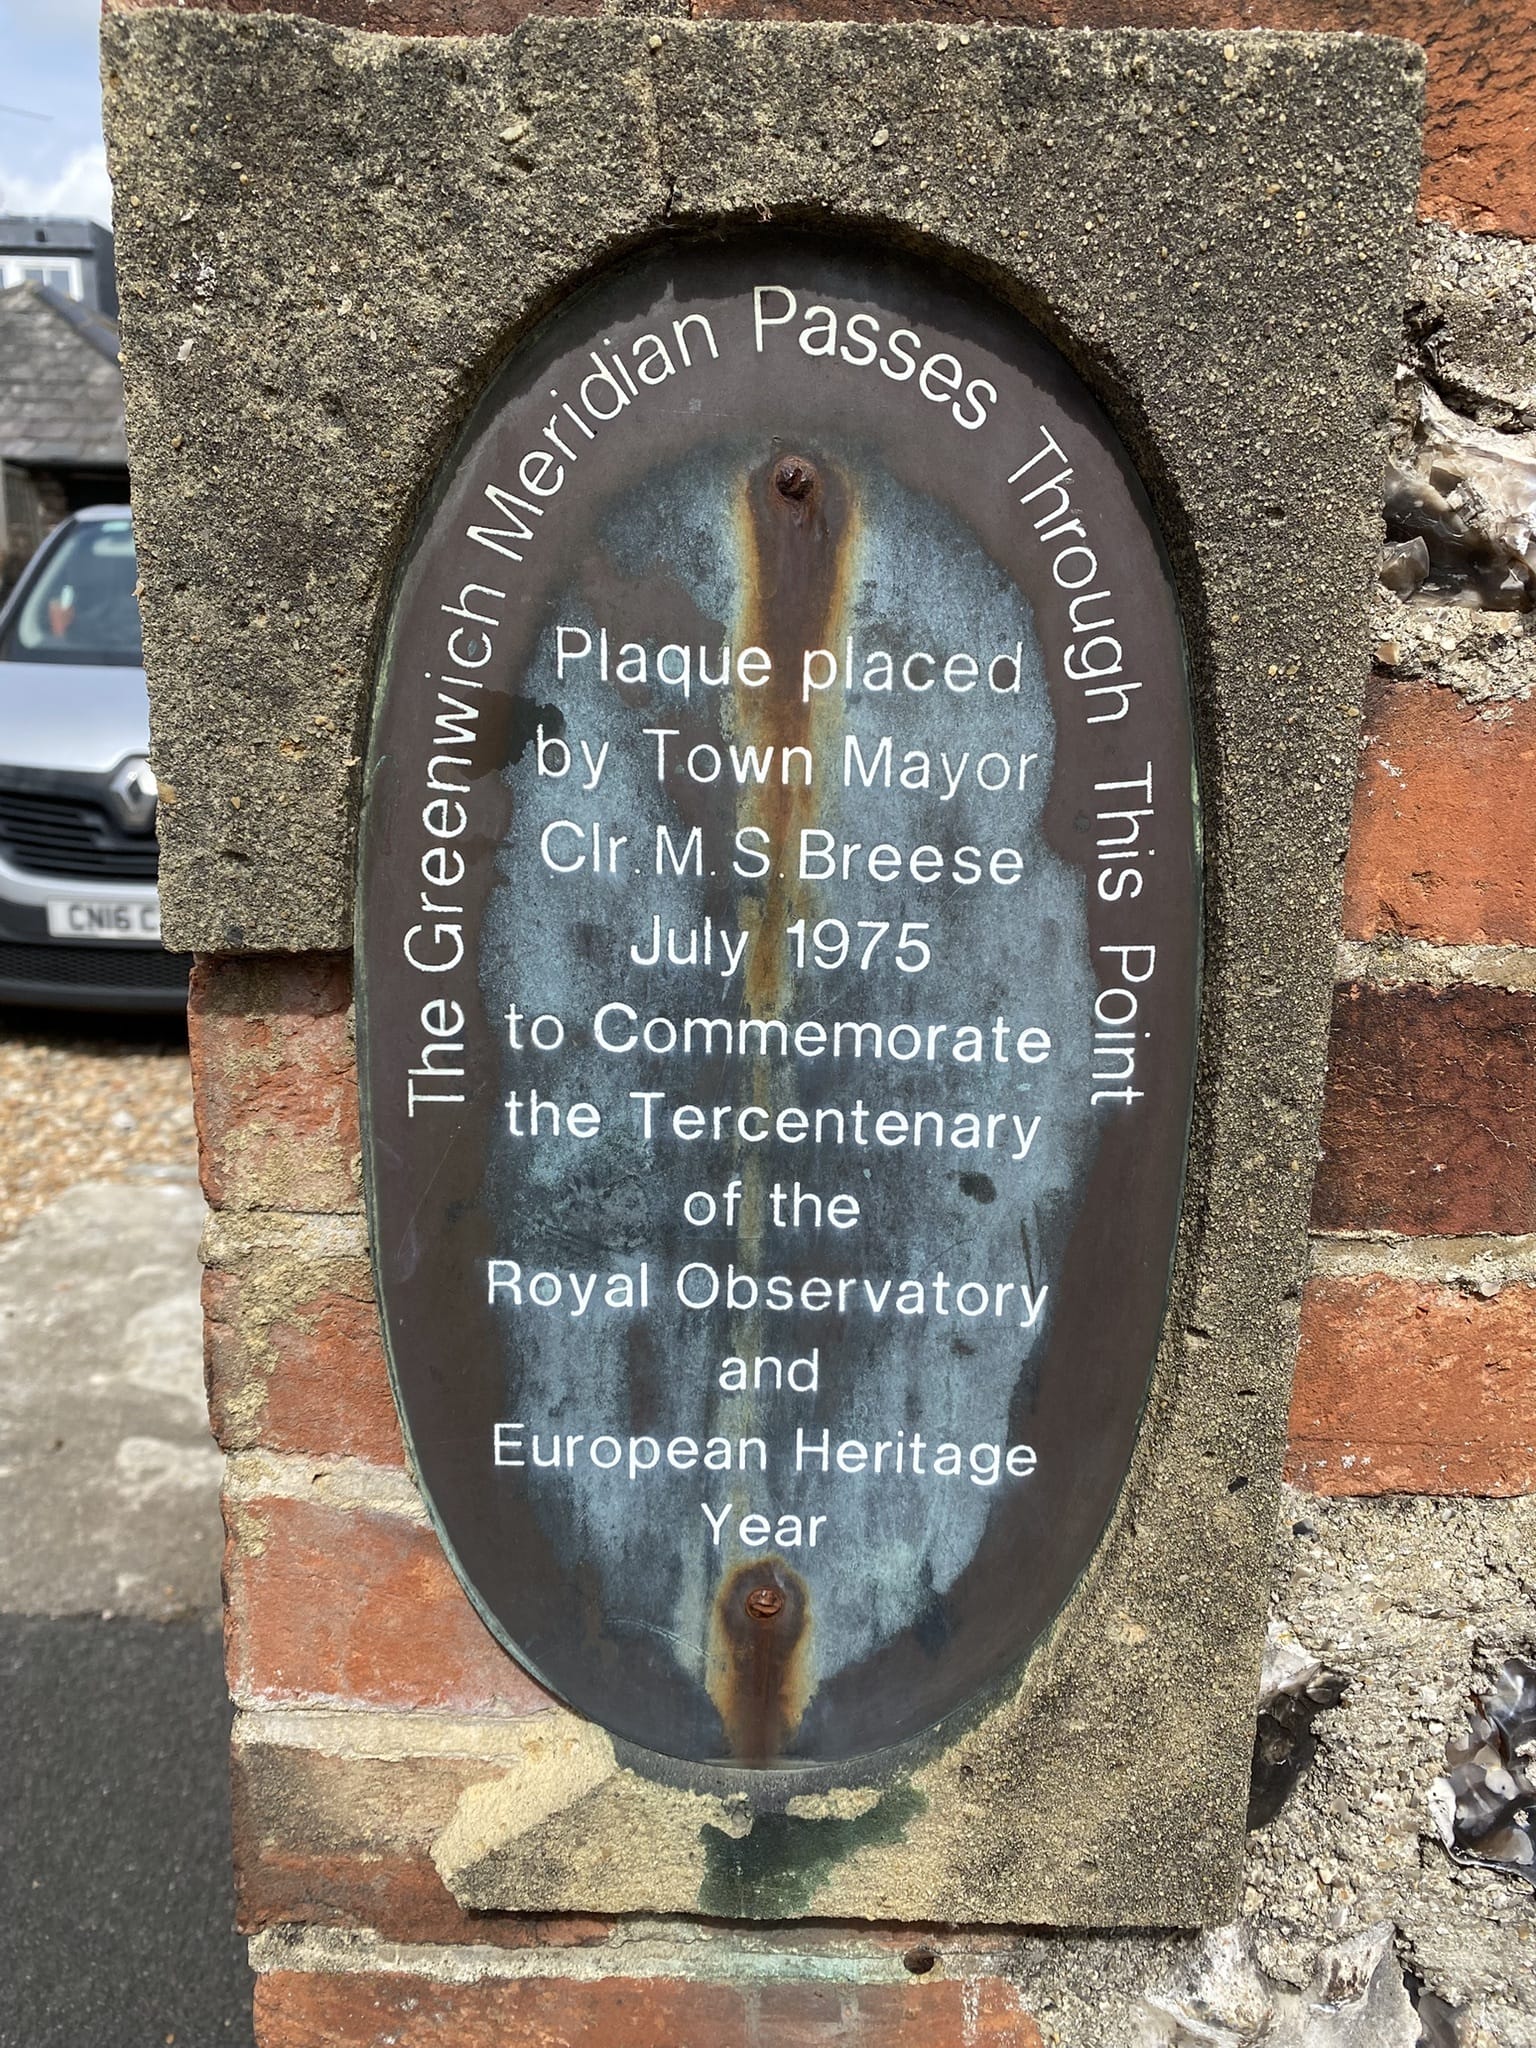 The Greenwich Meridian Passes Through This Point
Plaque placed
by Town Mayor
Clr. M. S. Breese
July 1975
to Commemorate
the Tercentenary
of the
Royal Observatory
and
European Heritage
Year
CN16 C